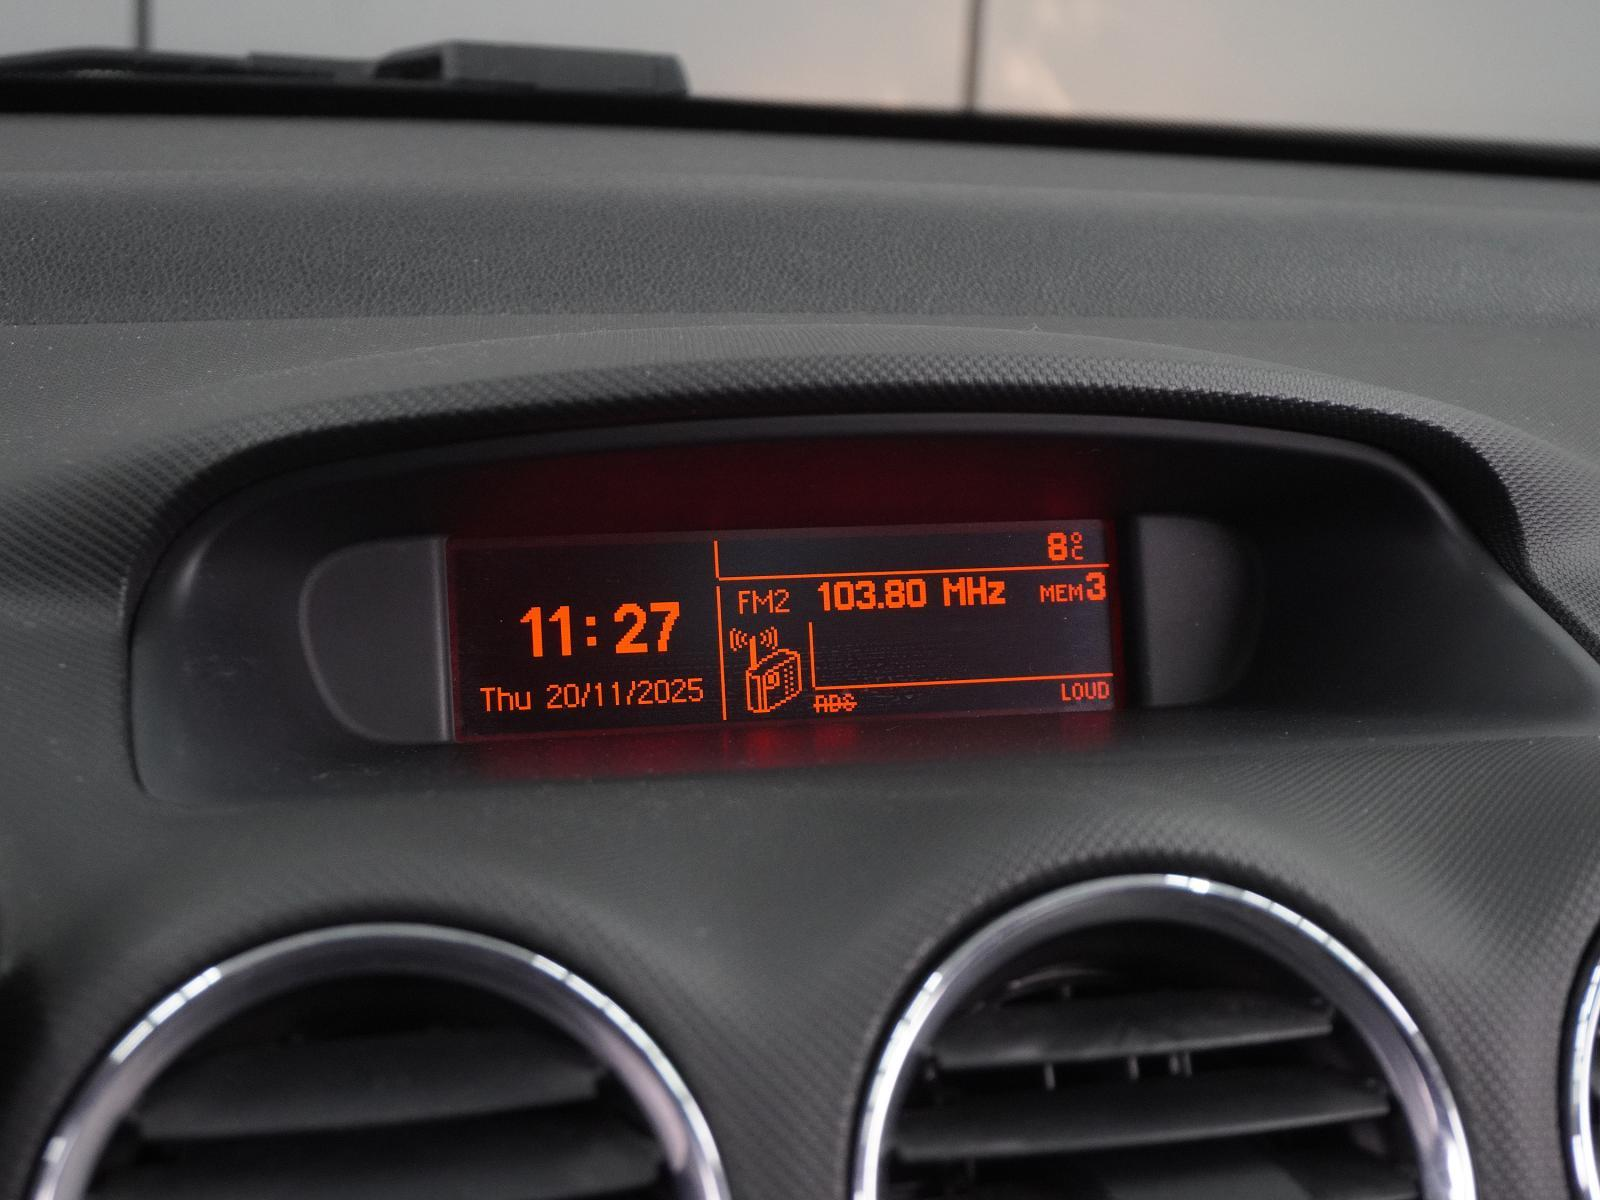 8°C
11:27
FM2 103.80 MHz MEM3
Thu 20/11/2025
RDS LOUD